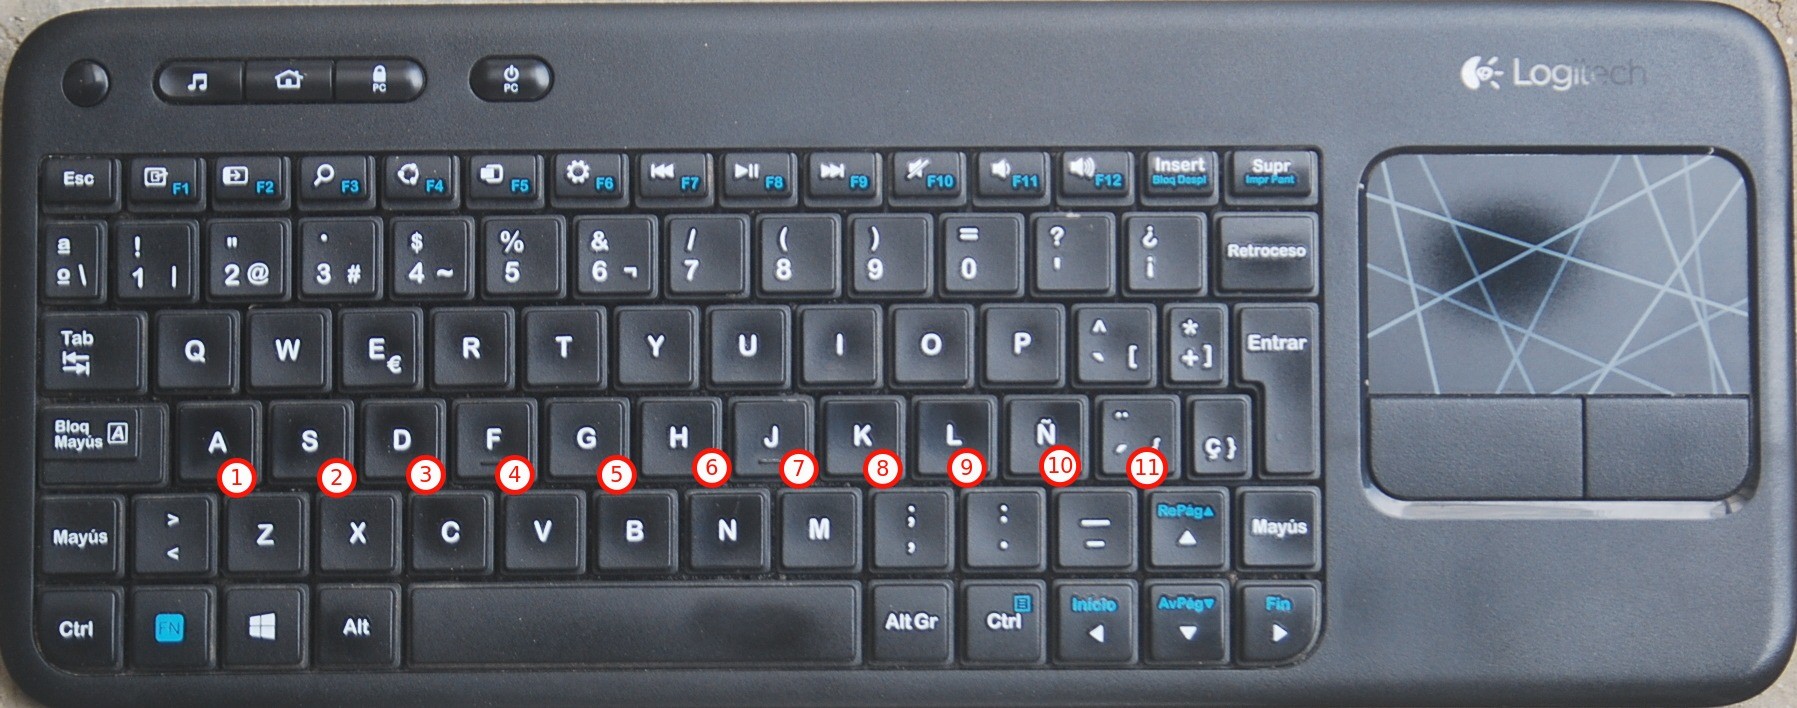 PC PC Logitech
Esc F1 F2 F3 F4 F5 F6 F7 F8 F9 F10 F11 F12 Insert Bloq Despl Supr Impr Pant
ª º \ ! 1 | " 2 @ · 3 # $ 4 ~ % 5 & 6 ¬ / 7 ( 8 ) 9 = 0 ? ' ¿ ¡ Retroceso
Tab Q W E € R T Y U I O P ^ ` [ * + ] Entrar
Bloq Mayús A A S D F G H J K L Ñ ¨ ´ { Ç }
1 2 3 4 5 6 7 8 9 10 11
Mayús > < Z X C V B N M ; , : . _ - RePág Mayús
Ctrl FN Alt Alt Gr Ctrl Inicio AvPág Fin